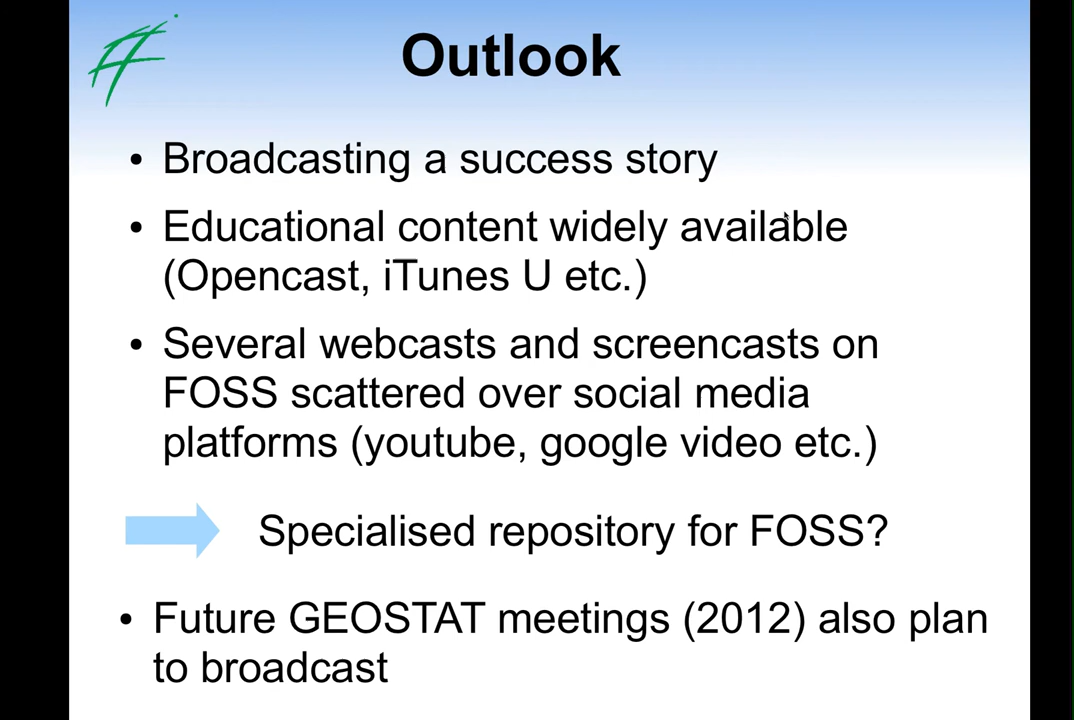 Outlook
• Broadcasting a success story
• Educational content widely available
(Opencast, iTunes U etc.)
• Several webcasts and screencasts on
FOSS scattered over social media
platforms (youtube, google video etc.)
Specialised repository for FOSS?
• Future GEOSTAT meetings (2012) also plan
to broadcast